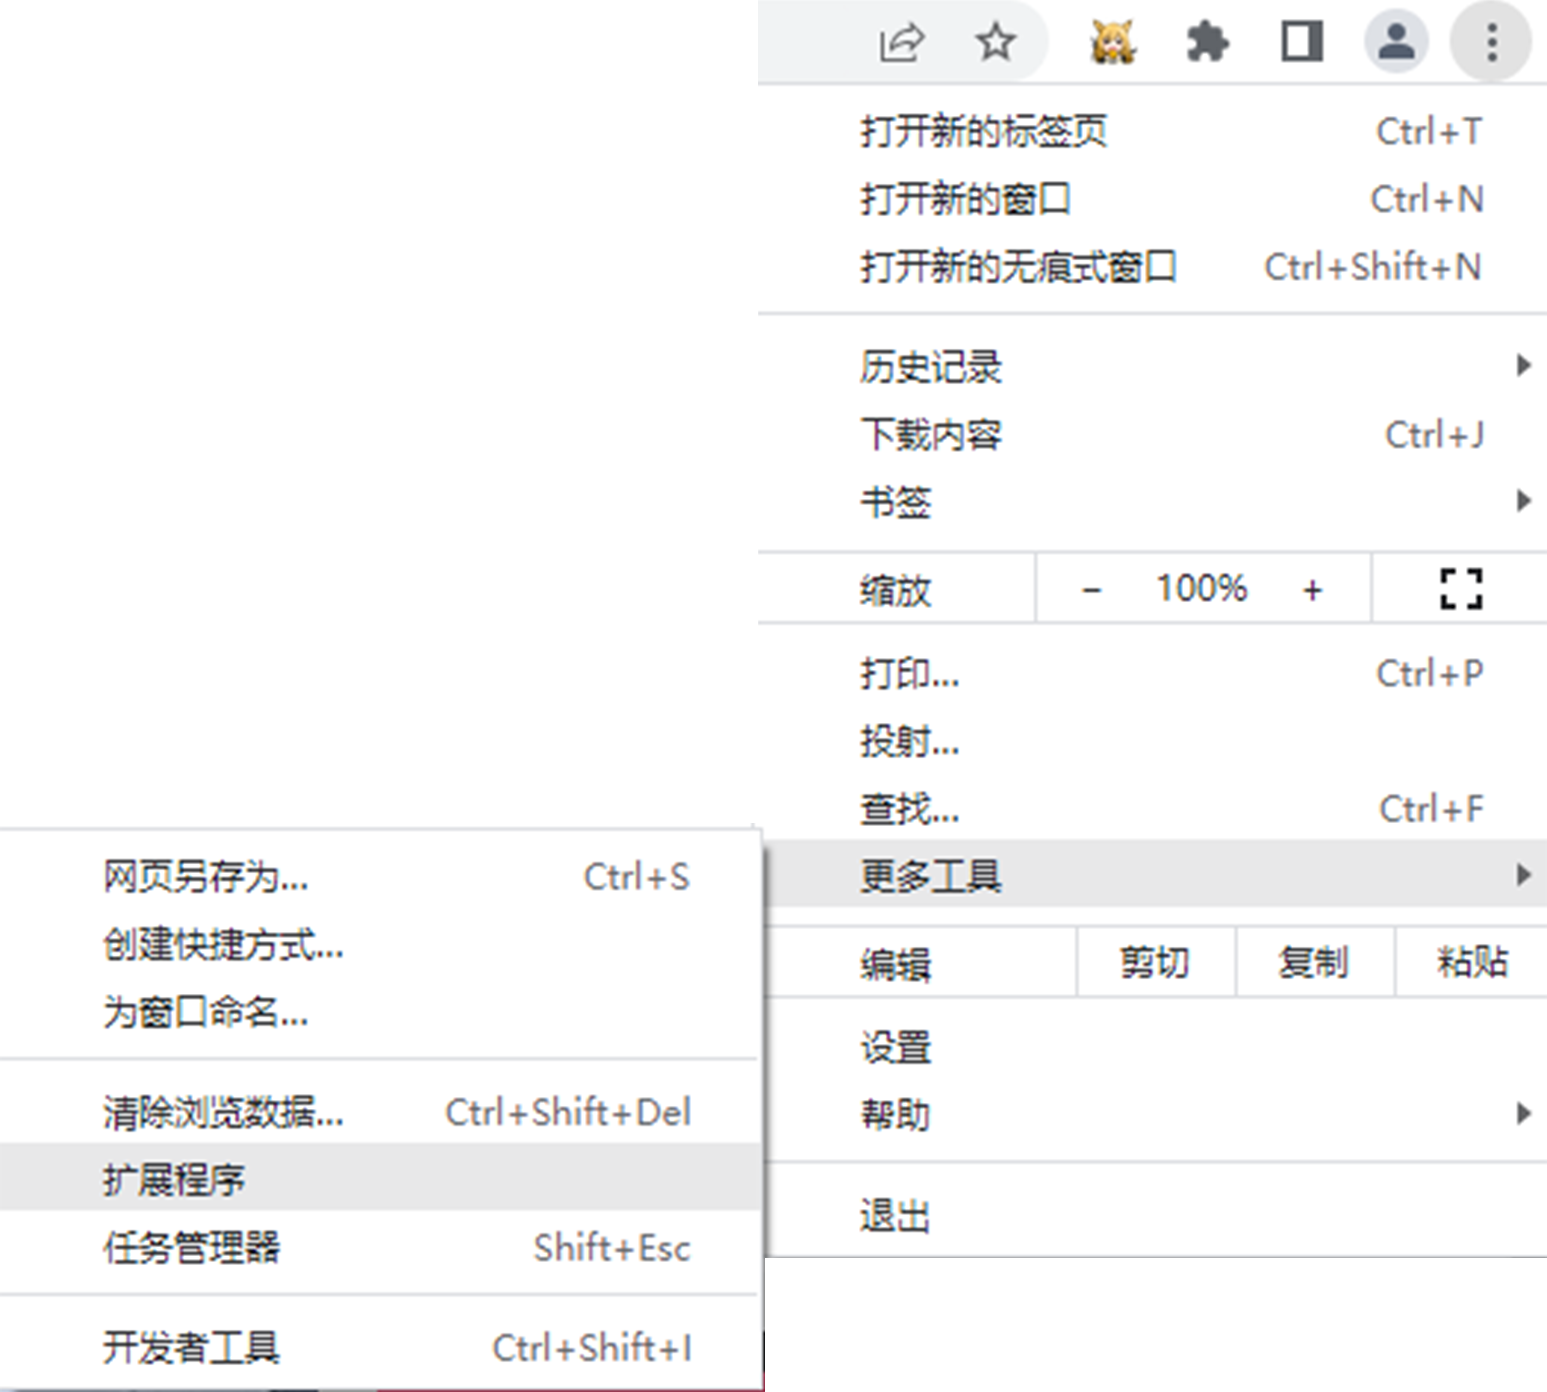 打开新的标签页 Ctrl+T
打开新的窗口 Ctrl+N
打开新的无痕式窗口 Ctrl+Shift+N
历史记录
下载内容 Ctrl+J
书签
缩放 − 100% +
打印... Ctrl+P
投射...
查找... Ctrl+F
更多工具
编辑 剪切 复制 粘贴
设置
帮助
退出
网页另存为... Ctrl+S
创建快捷方式...
为窗口命名...
清除浏览数据... Ctrl+Shift+Del
扩展程序
任务管理器 Shift+Esc
开发者工具 Ctrl+Shift+I